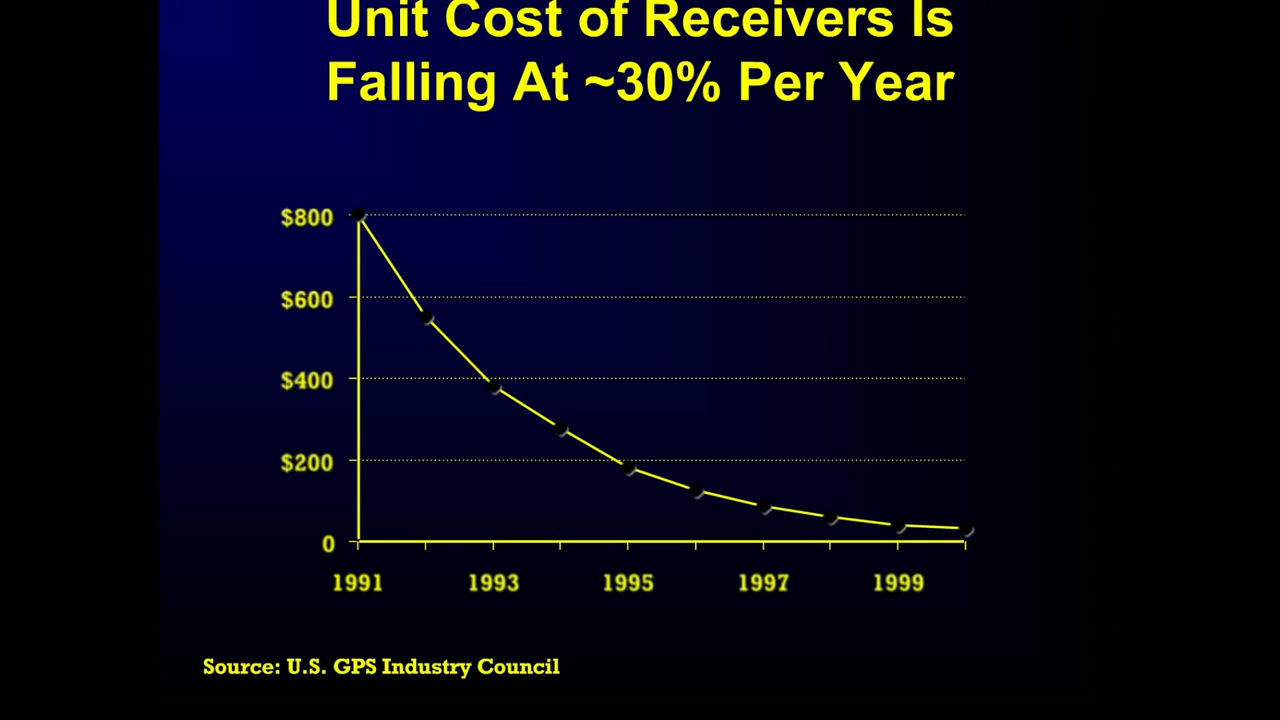 Unit Cost of Receivers Is
Falling At ~30% Per Year
$800
$600
$400
$200
0
1991 1993 1995 1997 1999
Source: U.S. GPS Industry Council